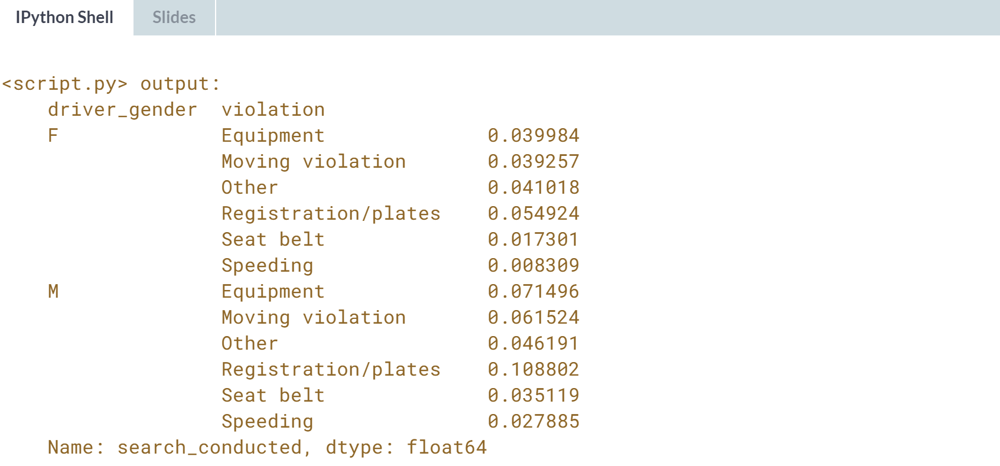 IPython Shell
Slides
<script.py> output:
driver_gender  violation
F              Equipment              0.039984
               Moving violation       0.039257
               Other                  0.041018
               Registration/plates    0.054924
               Seat belt              0.017301
               Speeding               0.008309
M              Equipment              0.071496
               Moving violation       0.061524
               Other                  0.046191
               Registration/plates    0.108802
               Seat belt              0.035119
               Speeding               0.027885
Name: search_conducted, dtype: float64